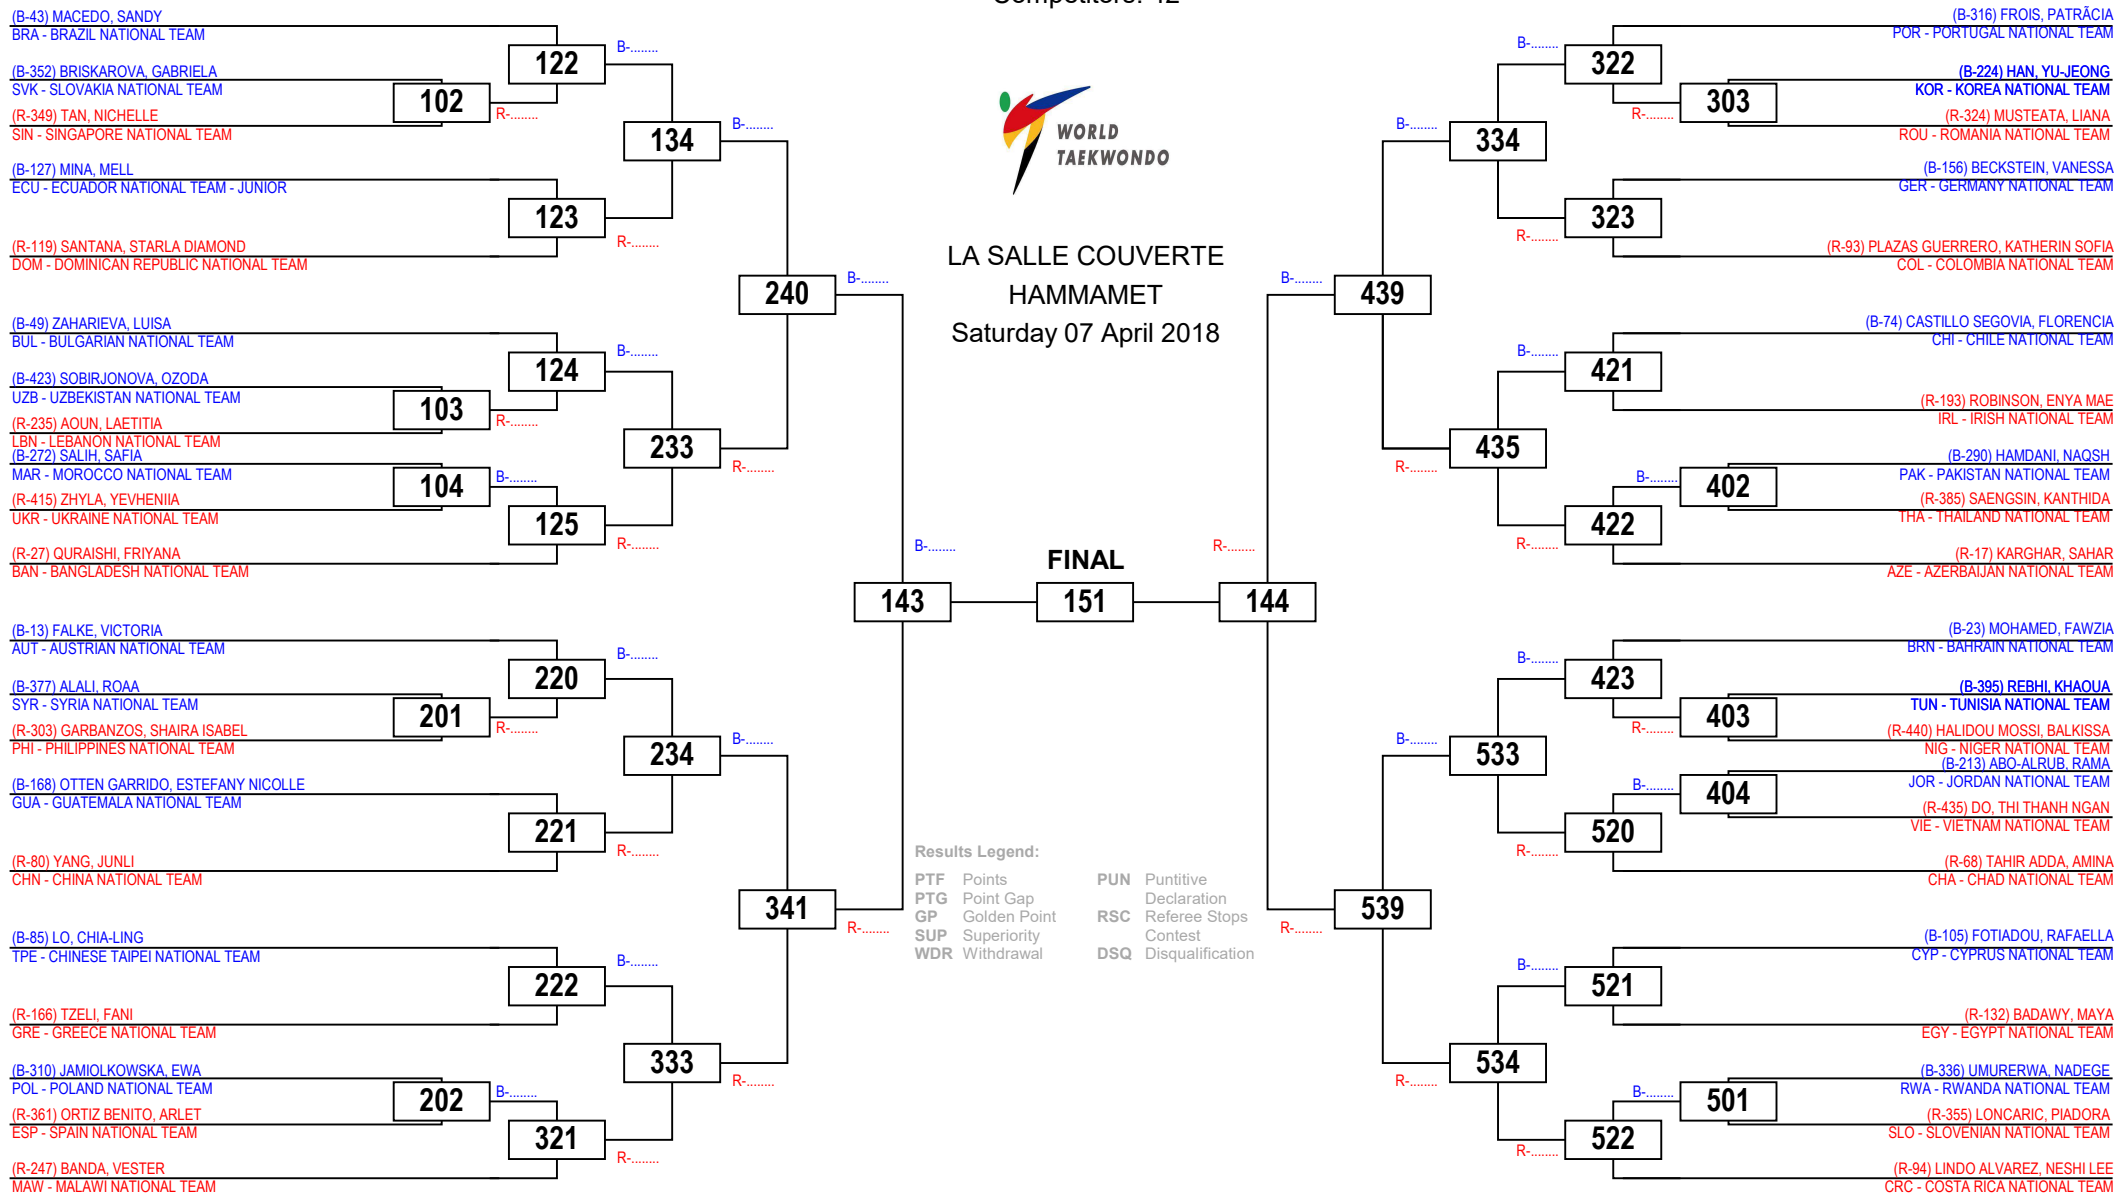 Competitors: 42
(B-43) MACEDO, SANDY
BRA - BRAZIL NATIONAL TEAM
(B-352) BRISKAROVA, GABRIELA
SVK - SLOVAKIA NATIONAL TEAM
(R-349) TAN, NICHELLE
SIN - SINGAPORE NATIONAL TEAM
(B-127) MINA, MELL
ECU - ECUADOR NATIONAL TEAM - JUNIOR
(R-119) SANTANA, STARLA DIAMOND
DOM - DOMINICAN REPUBLIC NATIONAL TEAM
(B-49) ZAHARIEVA, LUISA
BUL - BULGARIAN NATIONAL TEAM
(B-423) SOBIRJONOVA, OZODA
UZB - UZBEKISTAN NATIONAL TEAM
(R-235) AOUN, LAETITIA
LBN - LEBANON NATIONAL TEAM
(B-272) SALIH, SAFIA
MAR - MOROCCO NATIONAL TEAM
(R-415) ZHYLA, YEVHENIIA
UKR - UKRAINE NATIONAL TEAM
(R-27) QURAISHI, FRIYANA
BAN - BANGLADESH NATIONAL TEAM
(B-13) FALKE, VICTORIA
AUT - AUSTRIAN NATIONAL TEAM
(B-377) ALALI, ROAA
SYR - SYRIA NATIONAL TEAM
(R-303) GARBANZOS, SHAIRA ISABEL
PHI - PHILIPPINES NATIONAL TEAM
(B-168) OTTEN GARRIDO, ESTEFANY NICOLLE
GUA - GUATEMALA NATIONAL TEAM
(R-80) YANG, JUNLI
CHN - CHINA NATIONAL TEAM
(B-85) LO, CHIA-LING
TPE - CHINESE TAIPEI NATIONAL TEAM
(R-166) TZELI, FANI
GRE - GREECE NATIONAL TEAM
(B-310) JAMIOLKOWSKA, EWA
POL - POLAND NATIONAL TEAM
(R-361) ORTIZ BENITO, ARLET
ESP - SPAIN NATIONAL TEAM
(R-247) BANDA, VESTER
MAW - MALAWI NATIONAL TEAM
102
R-........
103
R-........
104
B-........
201
R-........
202
B-........
122
B-........
123
R-........
124
B-........
125
R-........
220
B-........
221
R-........
222
B-........
321
R-........
134
B-........
233
R-........
234
B-........
333
R-........
240
B-........
341
R-........
143
B-........
WORLD
TAEKWONDO
LA SALLE COUVERTE
HAMMAMET
Saturday 07 April 2018
FINAL
151
Results Legend:
PTF Points
PTG Point Gap
GP Golden Point
SUP Superiority
WDR Withdrawal
PUN Puntitive
Declaration
RSC Referee Stops
Contest
DSQ Disqualification
R-........
144
B-........
439
R-........
539
B-........
334
R-........
435
B-........
533
R-........
534
B-........
322
R-........
323
B-........
421
R-........
422
B-........
423
R-........
520
B-........
521
R-........
522
R-........
303
B-........
402
R-........
403
B-........
404
B-........
501
(B-316) FROIS, PATRÃCIA
POR - PORTUGAL NATIONAL TEAM
(B-224) HAN, YU-JEONG
KOR - KOREA NATIONAL TEAM
(R-324) MUSTEATA, LIANA
ROU - ROMANIA NATIONAL TEAM
(B-156) BECKSTEIN, VANESSA
GER - GERMANY NATIONAL TEAM
(R-93) PLAZAS GUERRERO, KATHERIN SOFIA
COL - COLOMBIA NATIONAL TEAM
(B-74) CASTILLO SEGOVIA, FLORENCIA
CHI - CHILE NATIONAL TEAM
(R-193) ROBINSON, ENYA MAE
IRL - IRISH NATIONAL TEAM
(B-290) HAMDANI, NAQSH
PAK - PAKISTAN NATIONAL TEAM
(R-385) SAENGSIN, KANTHIDA
THA - THAILAND NATIONAL TEAM
(R-17) KARGHAR, SAHAR
AZE - AZERBAIJAN NATIONAL TEAM
(B-23) MOHAMED, FAWZIA
BRN - BAHRAIN NATIONAL TEAM
(B-395) REBHI, KHAOUA
TUN - TUNISIA NATIONAL TEAM
(R-440) HALIDOU MOSSI, BALKISSA
NIG - NIGER NATIONAL TEAM
(B-213) ABO-ALRUB, RAMA
JOR - JORDAN NATIONAL TEAM
(R-435) DO, THI THANH NGAN
VIE - VIETNAM NATIONAL TEAM
(R-68) TAHIR ADDA, AMINA
CHA - CHAD NATIONAL TEAM
(B-105) FOTIADOU, RAFAELLA
CYP - CYPRUS NATIONAL TEAM
(R-132) BADAWY, MAYA
EGY - EGYPT NATIONAL TEAM
(B-336) UMURERWA, NADEGE
RWA - RWANDA NATIONAL TEAM
(R-355) LONCARIC, PIADORA
SLO - SLOVENIAN NATIONAL TEAM
(R-94) LINDO ALVAREZ, NESHI LEE
CRC - COSTA RICA NATIONAL TEAM